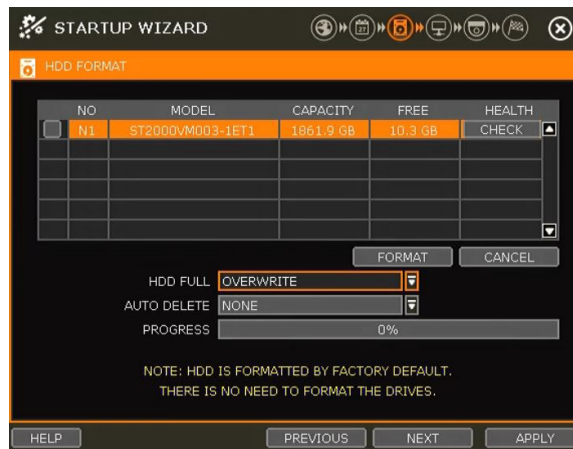 STARTUP WIZARD
27
HDD FORMAT
NO MODEL CAPACITY FREE HEALTH
N1 ST2000VM003-1ET1 1861.9 GB 10.3 GB CHECK
FORMAT CANCEL
HDD FULL OVERWRITE
AUTO DELETE NONE
PROGRESS 0%
NOTE: HDD IS FORMATTED BY FACTORY DEFAULT.
THERE IS NO NEED TO FORMAT THE DRIVES.
HELP PREVIOUS NEXT APPLY